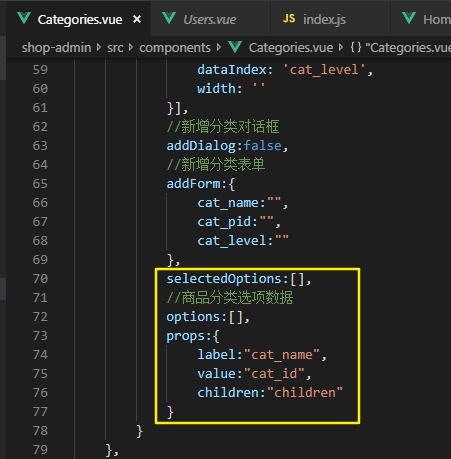 Categories.vue Users.vue JS index.js Home
shop-admin > src > components > Categories.vue > {} "Categories.vue
59 dataIndex: 'cat_level',
60 width: ''
61 }],
62 //新增分类对话框
63 addDialog:false,
64 //新增分类表单
65 addForm:{
66 cat_name:"",
67 cat_pid:"",
68 cat_level:""
69 },
70 selectedOptions:[],
71 //商品分类选项数据
72 options:[],
73 props:{
74 label:"cat_name",
75 value:"cat_id",
76 children:"children"
77 }
78 }
79 },